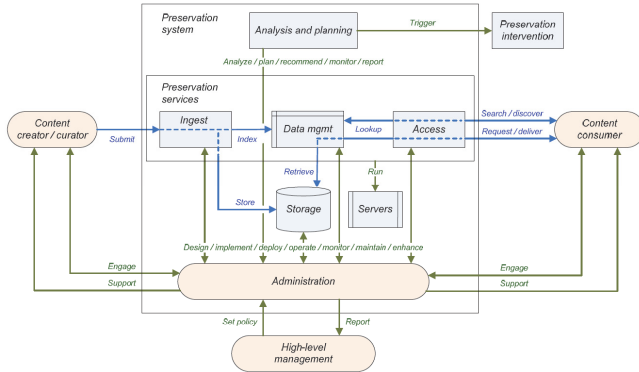 Preservation
system
Analysis and planning
Trigger
Preservation
intervention
Analyze / plan / recommend / monitor / report
Preservation
services
Content
creator / curator
Submit
Ingest
Index
Data mgmt
Lookup
Access
Search / discover
Request / deliver
Content
consumer
Retrieve
Run
Store
Storage
Servers
Design / implement / deploy / operate / monitor / maintain / enhance
Engage
Support
Administration
Engage
Support
Set policy
Report
High-level
management